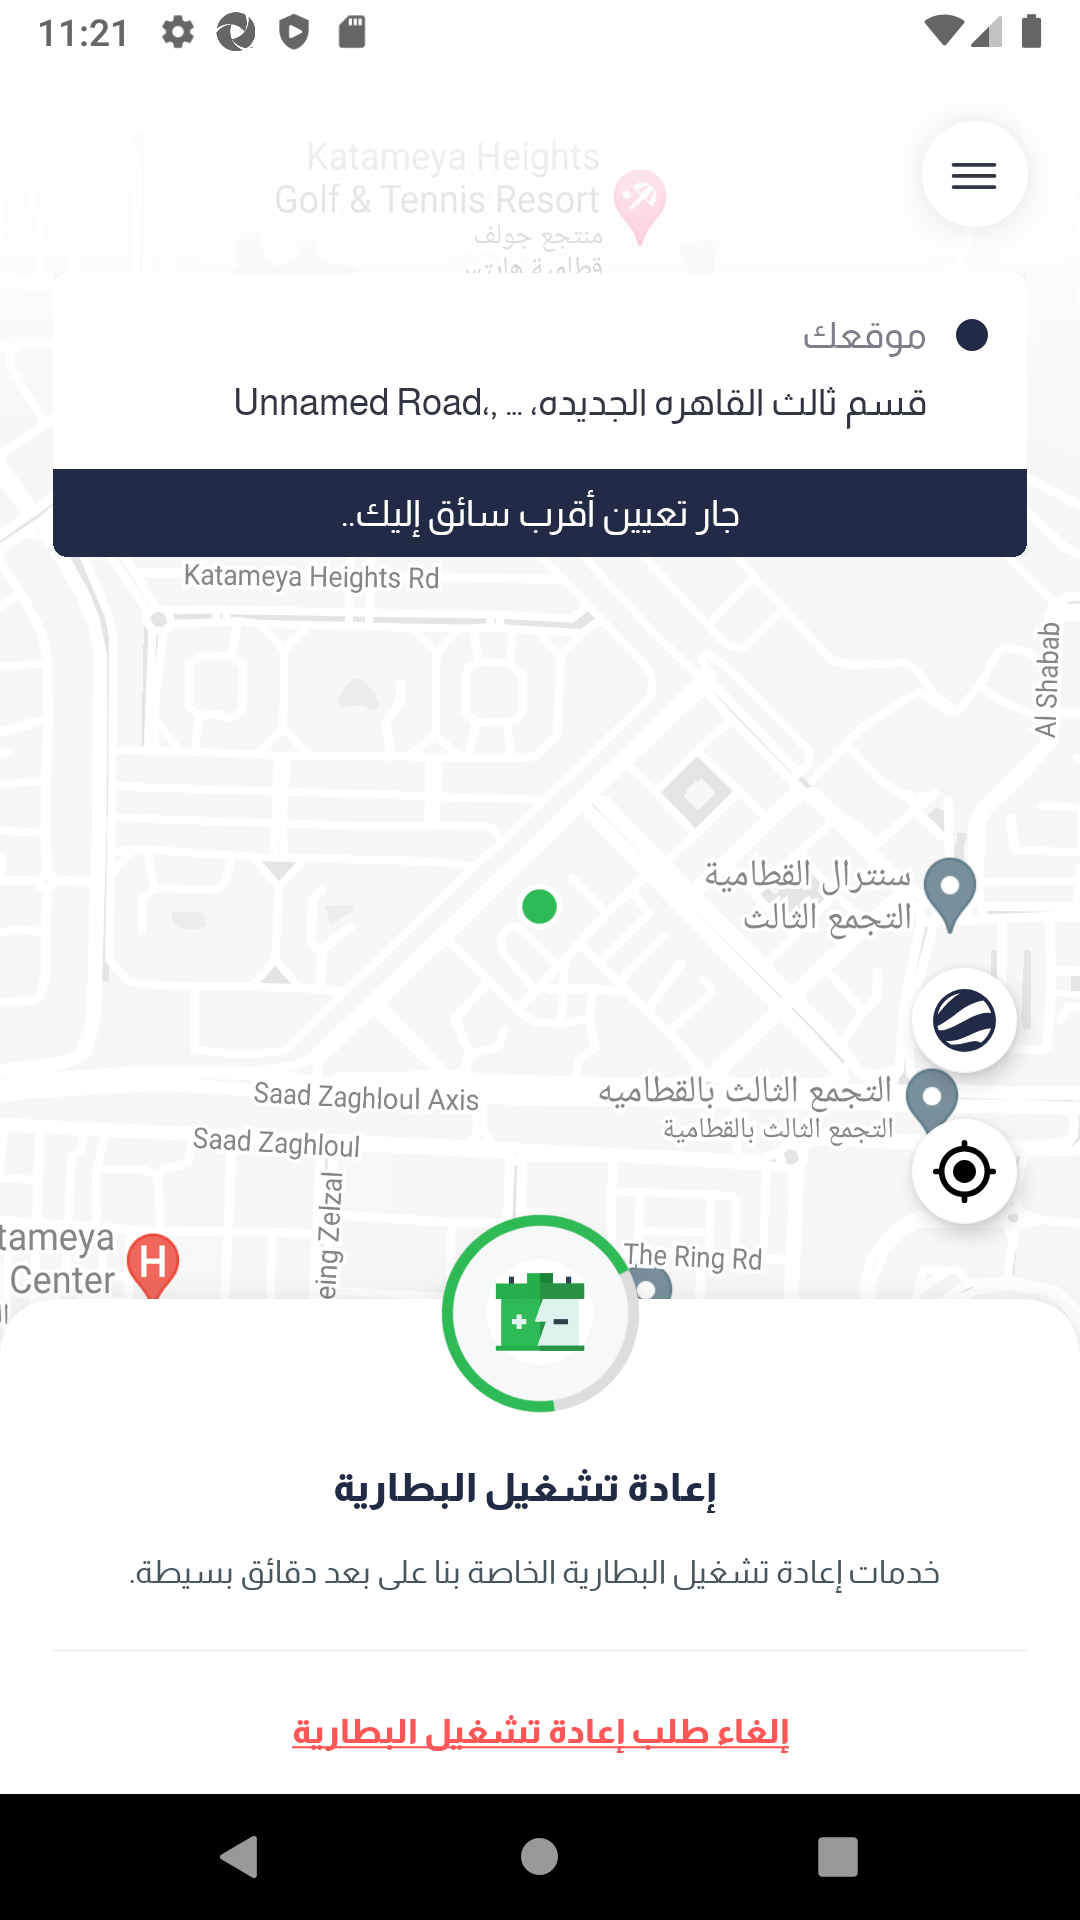 11:21
Katameya Heights
Golf & Tennis Resort
منتجع جولف
قطامية هايتس
موقعك
Unnamed Road،, ... ،قسم ثالث القاهره الجديده
جار تعيين أقرب سائق إليك..
Katameya Heights Rd
Al Shabab
سنترال القطامية
التجمع الثالث
Saad Zaghloul Axis
التجمع الثالث بالقطاميه
التجمع الثالث بالقطامية
Saad Zaghloul
eing Zelzal
The Ring Rd
tameya
Center
H
إعادة تشغيل البطارية
خدمات إعادة تشغيل البطارية الخاصة بنا على بعد دقائق بسيطة.
إلغاء طلب إعادة تشغيل البطارية